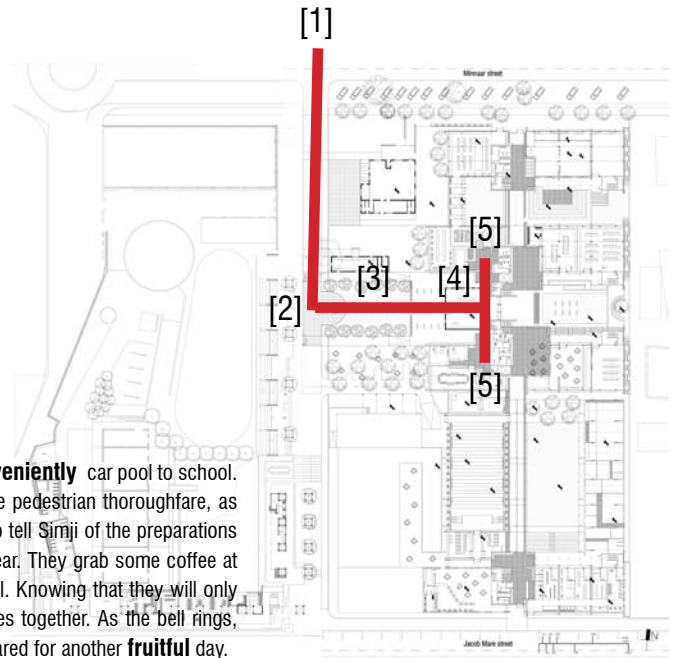 [1]
Minnaar street
[5]
[3]
[4]
[2]
[5]
veniently car pool to school.
e pedestrian thoroughfare, as
o tell Simji of the preparations
ear. They grab some coffee at
l. Knowing that they will only
es together. As the bell rings,
ared for another fruitful day.
Jacob Mare street
N